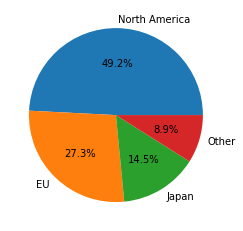 North America
49.2%
8.9%
Other
27.3%
14.5%
EU
Japan